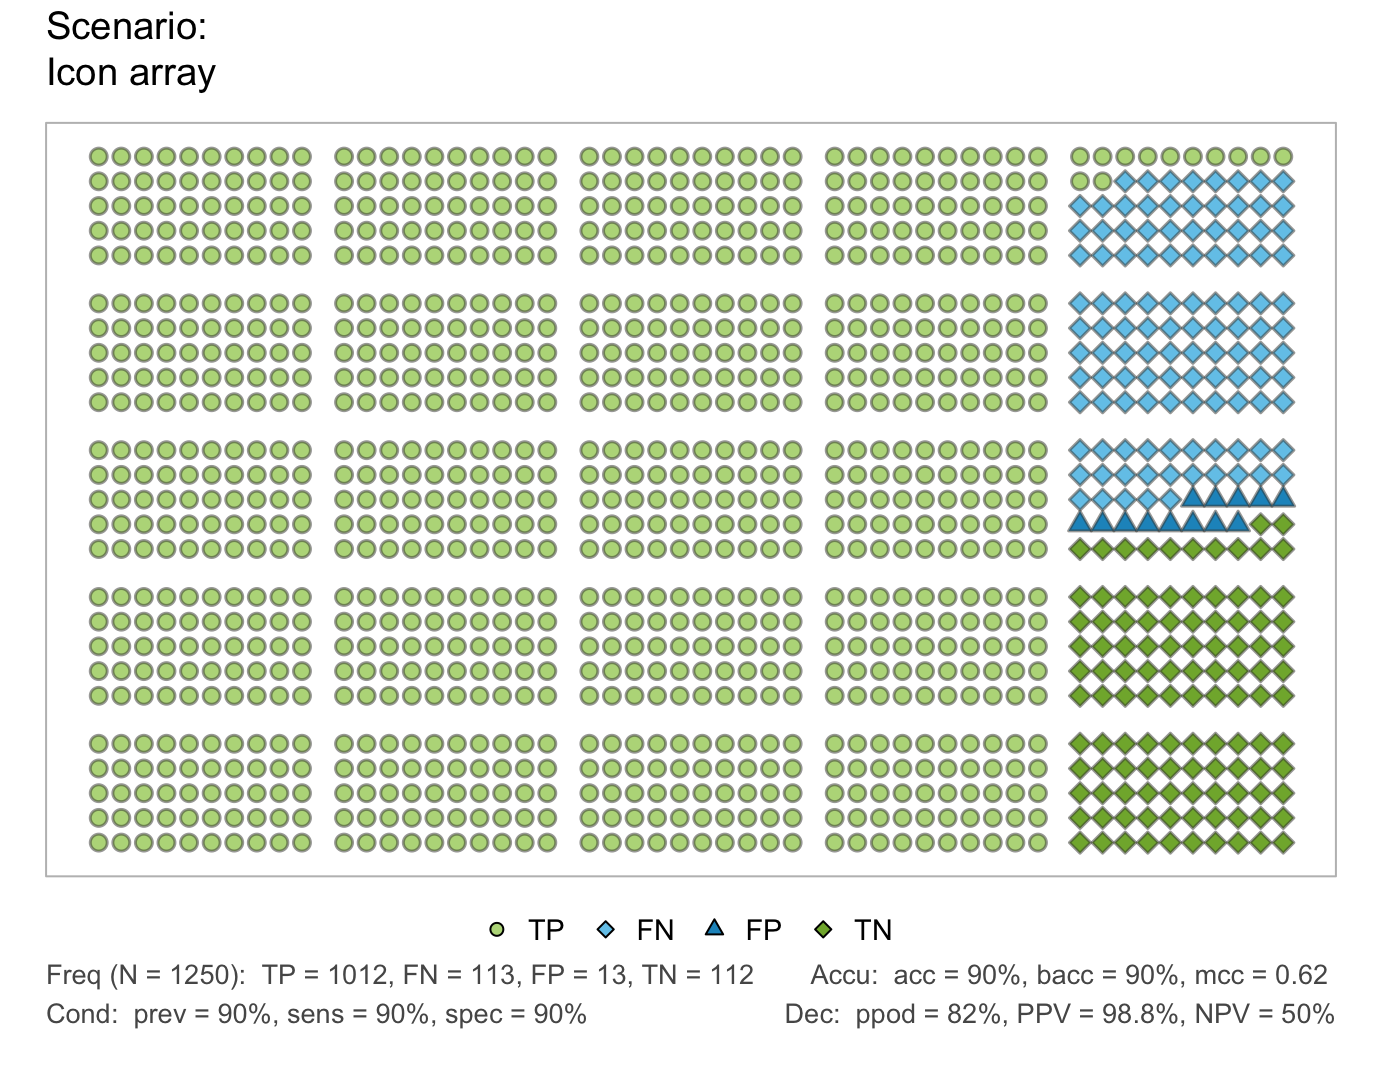 Scenario:
Icon array
TP FN FP TN
Freq (N = 1250):  TP = 1012, FN = 113, FP = 13, TN = 112 Accu:  acc = 90%, bacc = 90%, mcc = 0.62
Cond:  prev = 90%, sens = 90%, spec = 90% Dec:  ppod = 82%, PPV = 98.8%, NPV = 50%